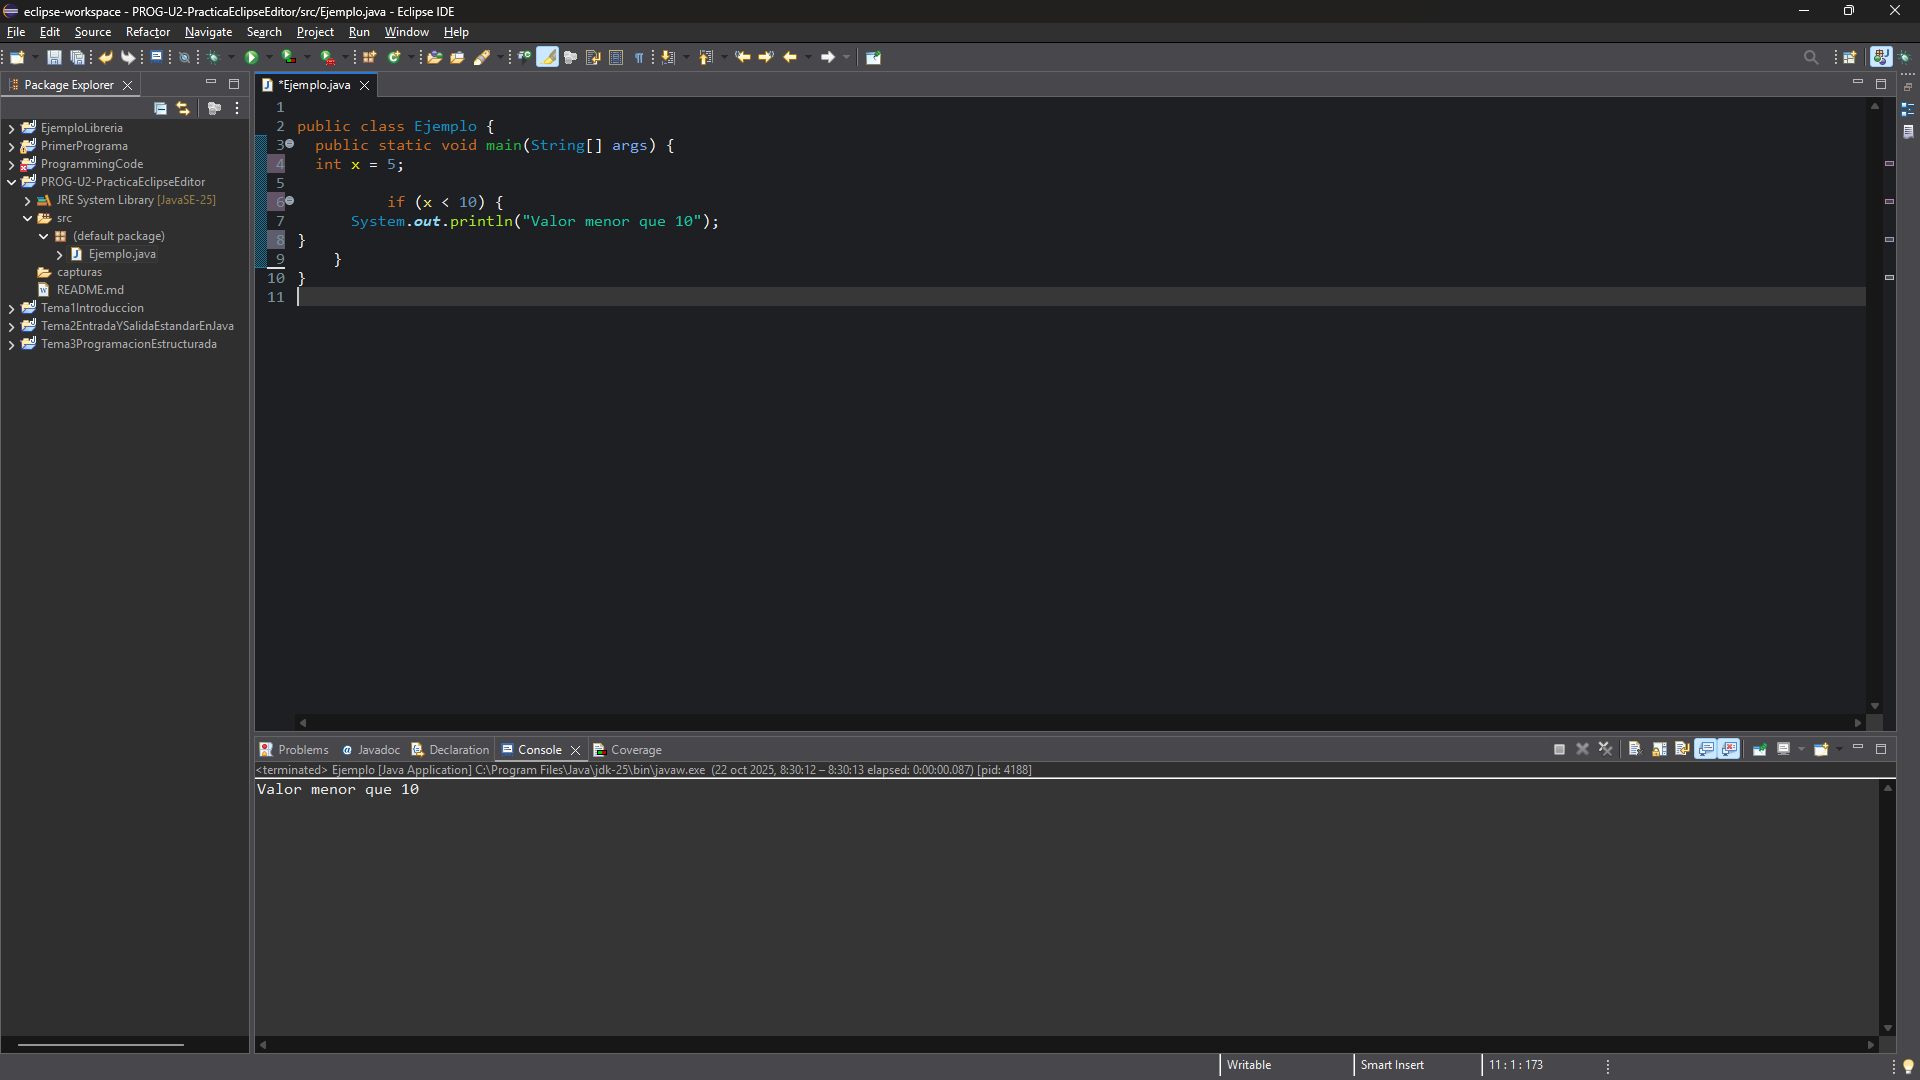 eclipse-workspace - PROG-U2-PracticaEclipseEditor/src/Ejemplo.java - Eclipse IDE
File Edit Source Refactor Navigate Search Project Run Window Help
Package Explorer
EjemploLibreria
PrimerPrograma
ProgrammingCode
PROG-U2-PracticaEclipseEditor
JRE System Library [JavaSE-25]
src
(default package)
Ejemplo.java
capturas
README.md
Tema1Introduccion
Tema2EntradaYSalidaEstandarEnJava
Tema3ProgramacionEstructurada
*Ejemplo.java
1
2 public class Ejemplo {
3 public static void main(String[] args) {
4 int x = 5;
5
6 if (x < 10) {
7 System.out.println("Valor menor que 10");
8 }
9 }
10 }
11
Problems Javadoc Declaration Console Coverage
<terminated> Ejemplo [Java Application] C:\Program Files\Java\jdk-25\bin\javaw.exe (22 oct 2025, 8:30:12 – 8:30:13 elapsed: 0:00:00.087) [pid: 4188]
Valor menor que 10
Writable Smart Insert 11 : 1 : 173